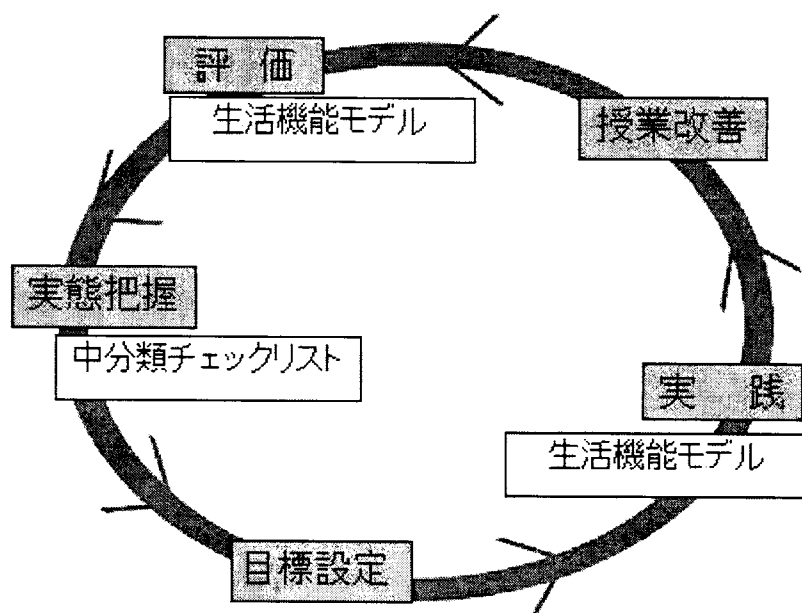 評　価
生活機能モデル
授業改善
実態把握
中分類チェックリスト
実　践
生活機能モデル
目標設定